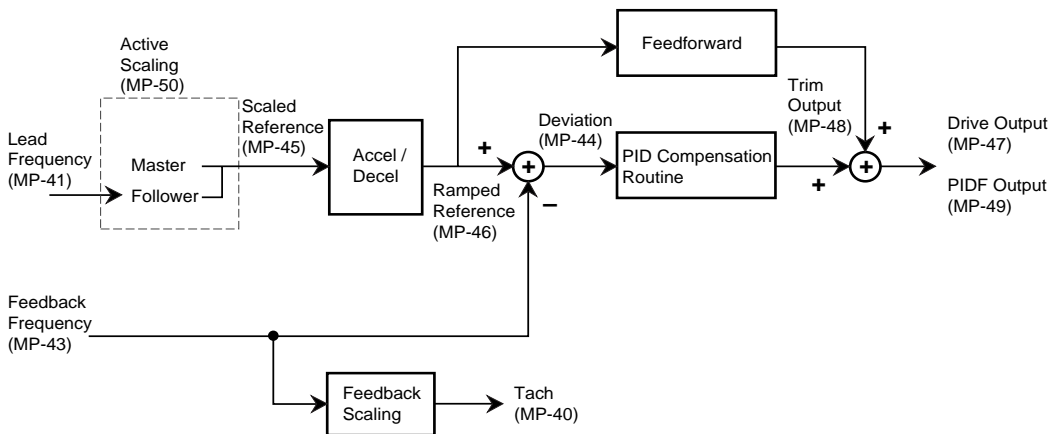 Active
Scaling
(MP-50)
Lead
Frequency
(MP-41)
Master
Follower
Scaled
Reference
(MP-45)
Accel /
Decel
Ramped
Reference
(MP-46)
+
+
−
Deviation
(MP-44)
Feedforward
PID Compensation
Routine
Trim
Output
(MP-48)
+
+
+
Drive Output
(MP-47)
PIDF Output
(MP-49)
Feedback
Frequency
(MP-43)
Feedback
Scaling
Tach
(MP-40)